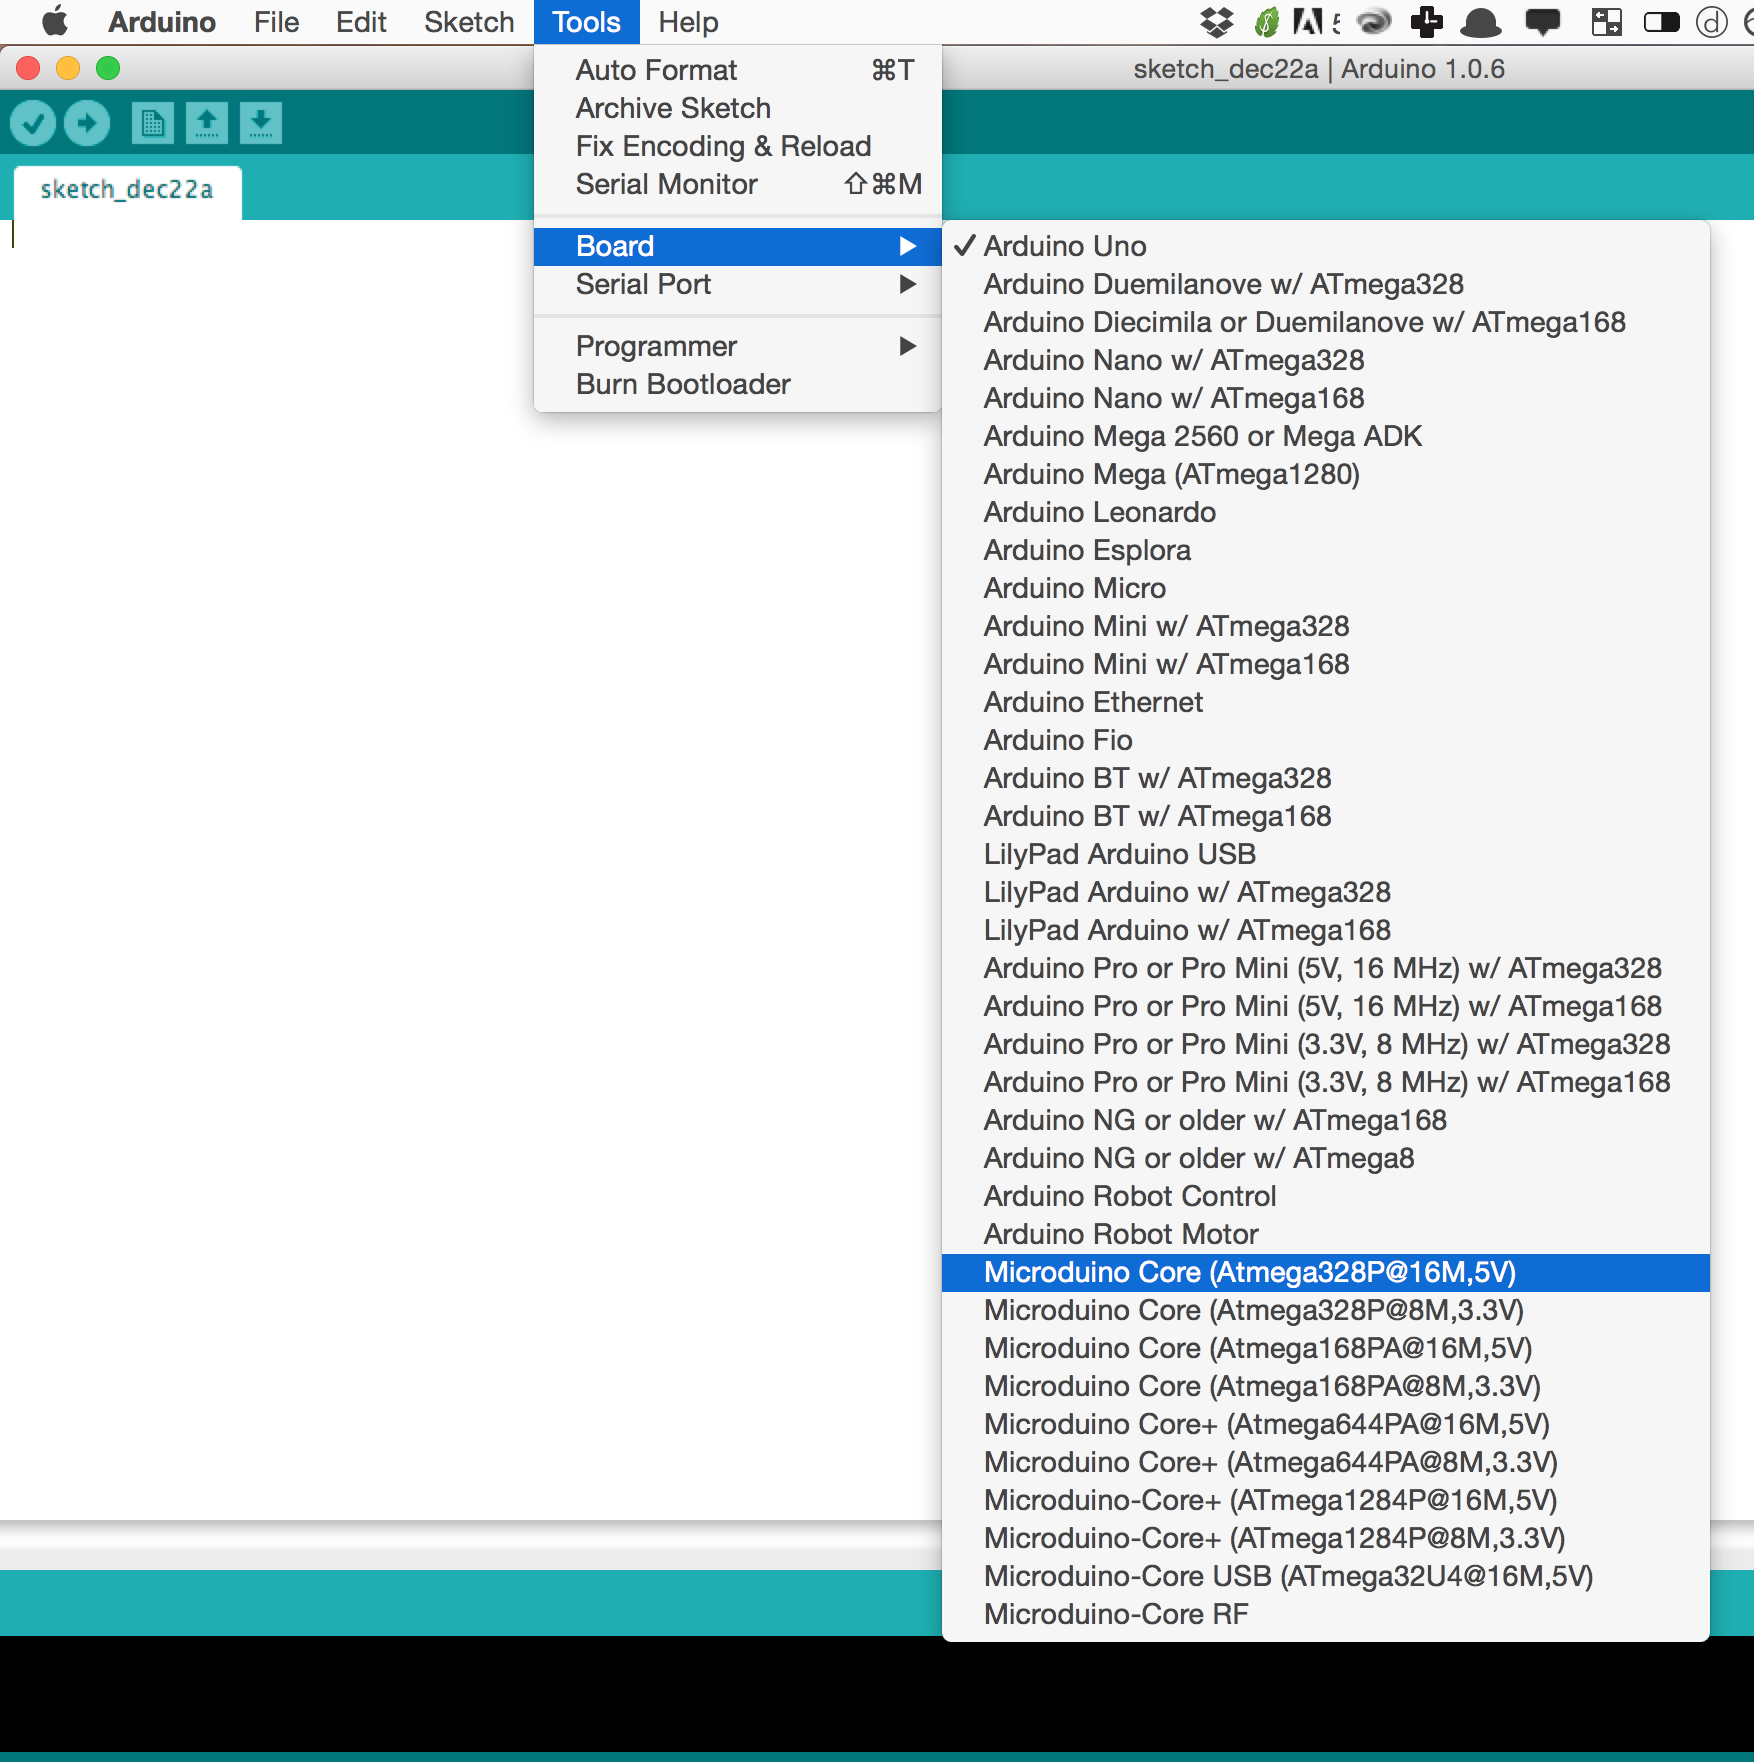 Arduino File Edit Sketch Tools Help
sketch_dec22a | Arduino 1.0.6
Auto Format ⌘T
Archive Sketch
Fix Encoding & Reload
Serial Monitor ⇧⌘M
sketch_dec22a
Board
Serial Port
Programmer
Burn Bootloader
✓ Arduino Uno
Arduino Duemilanove w/ ATmega328
Arduino Diecimila or Duemilanove w/ ATmega168
Arduino Nano w/ ATmega328
Arduino Nano w/ ATmega168
Arduino Mega 2560 or Mega ADK
Arduino Mega (ATmega1280)
Arduino Leonardo
Arduino Esplora
Arduino Micro
Arduino Mini w/ ATmega328
Arduino Mini w/ ATmega168
Arduino Ethernet
Arduino Fio
Arduino BT w/ ATmega328
Arduino BT w/ ATmega168
LilyPad Arduino USB
LilyPad Arduino w/ ATmega328
LilyPad Arduino w/ ATmega168
Arduino Pro or Pro Mini (5V, 16 MHz) w/ ATmega328
Arduino Pro or Pro Mini (5V, 16 MHz) w/ ATmega168
Arduino Pro or Pro Mini (3.3V, 8 MHz) w/ ATmega328
Arduino Pro or Pro Mini (3.3V, 8 MHz) w/ ATmega168
Arduino NG or older w/ ATmega168
Arduino NG or older w/ ATmega8
Arduino Robot Control
Arduino Robot Motor
Microduino Core (Atmega328P@16M,5V)
Microduino Core (Atmega328P@8M,3.3V)
Microduino Core (Atmega168PA@16M,5V)
Microduino Core (Atmega168PA@8M,3.3V)
Microduino Core+ (Atmega644PA@16M,5V)
Microduino Core+ (Atmega644PA@8M,3.3V)
Microduino-Core+ (ATmega1284P@16M,5V)
Microduino-Core+ (ATmega1284P@8M,3.3V)
Microduino-Core USB (ATmega32U4@16M,5V)
Microduino-Core RF